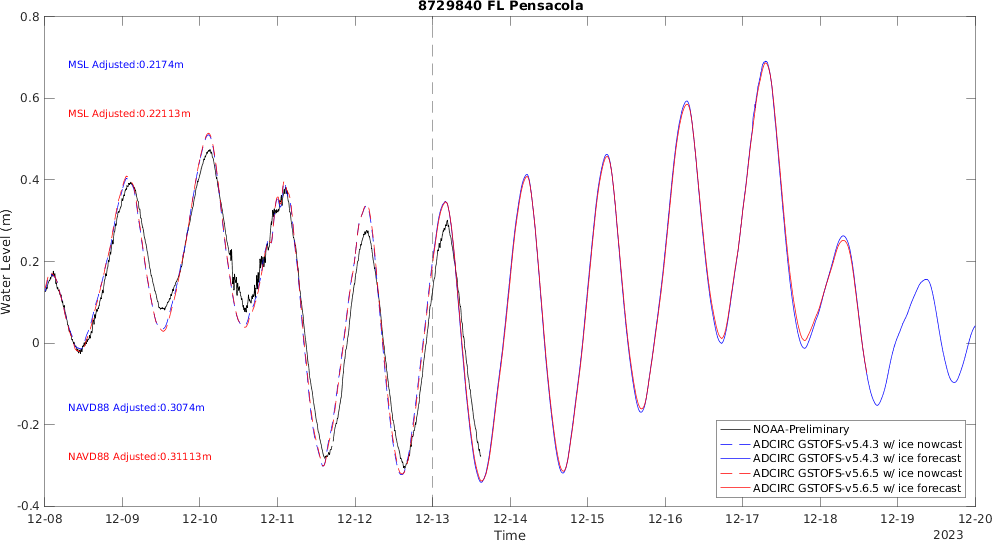 8729840 FL Pensacola
0.8
0.6
0.4
0.2
0
-0.2
-0.4
Water Level (m)
MSL Adjusted:0.2174m
MSL Adjusted:0.22113m
NAVD88 Adjusted:0.3074m
NAVD88 Adjusted:0.31113m
NOAA-Preliminary
ADCIRC GSTOFS-v5.4.3 w/ ice nowcast
ADCIRC GSTOFS-v5.4.3 w/ ice forecast
ADCIRC GSTOFS-v5.6.5 w/ ice nowcast
ADCIRC GSTOFS-v5.6.5 w/ ice forecast
12-08 12-09 12-10 12-11 12-12 12-13 12-14 12-15 12-16 12-17 12-18 12-19 12-20
Time
2023